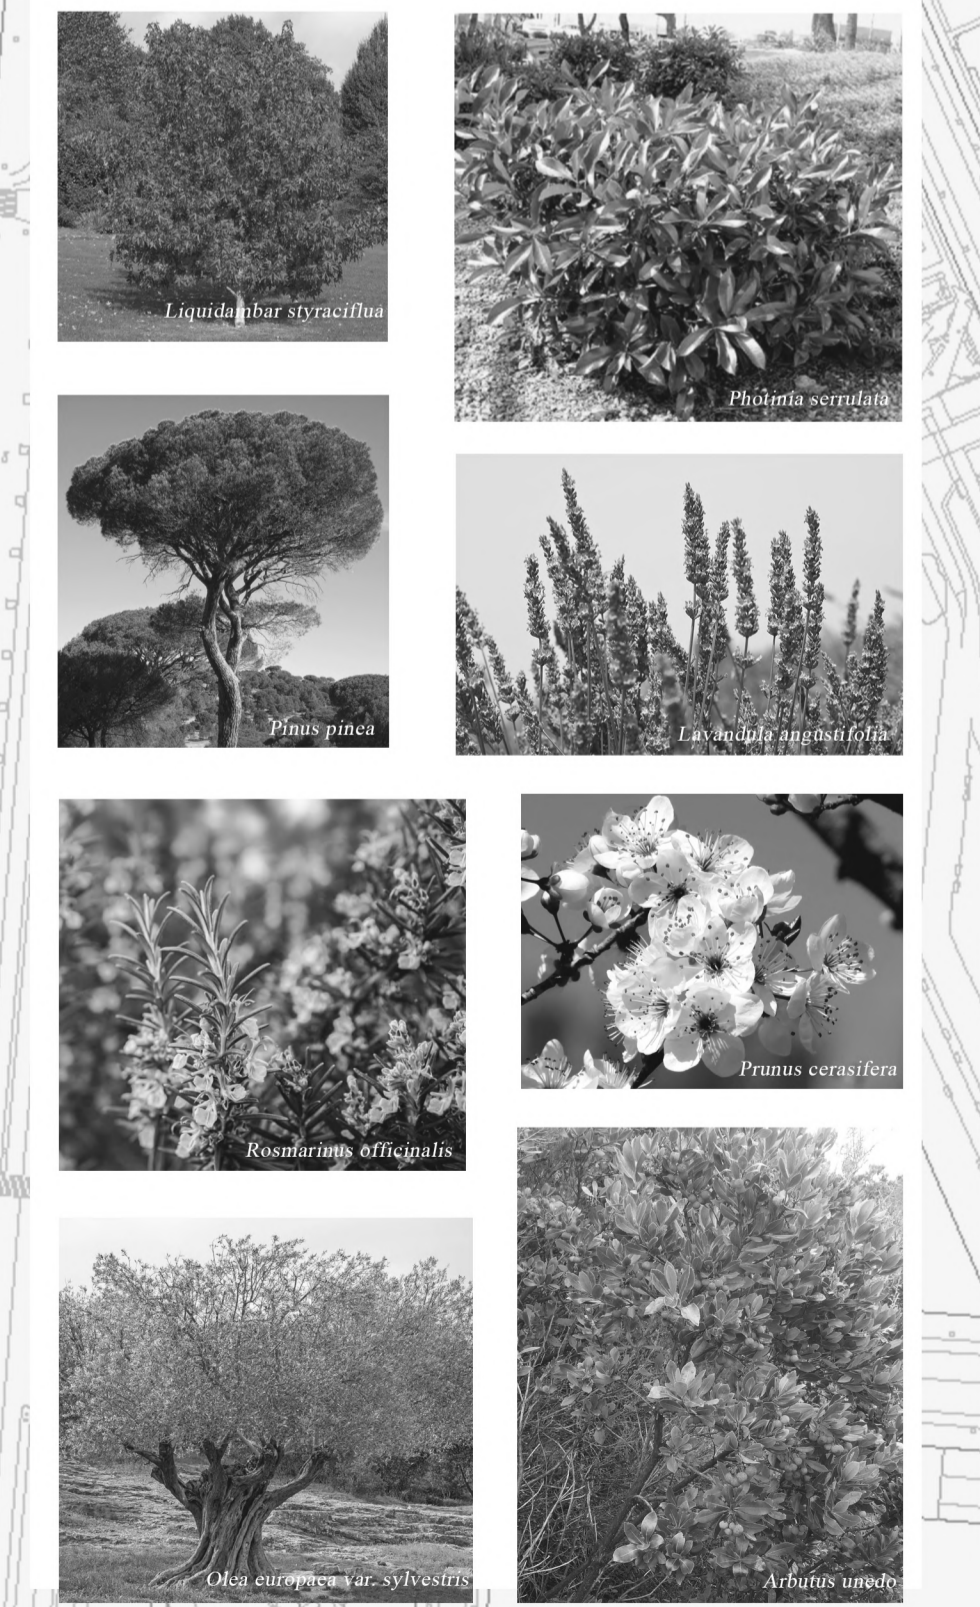 Liquidambar styraciflua
Photinia serrulata
Pinus pinea
Lavandula angustifolia
Rosmarinus officinalis
Prunus cerasifera
Olea europaea var. sylvestris
Arbutus unedo